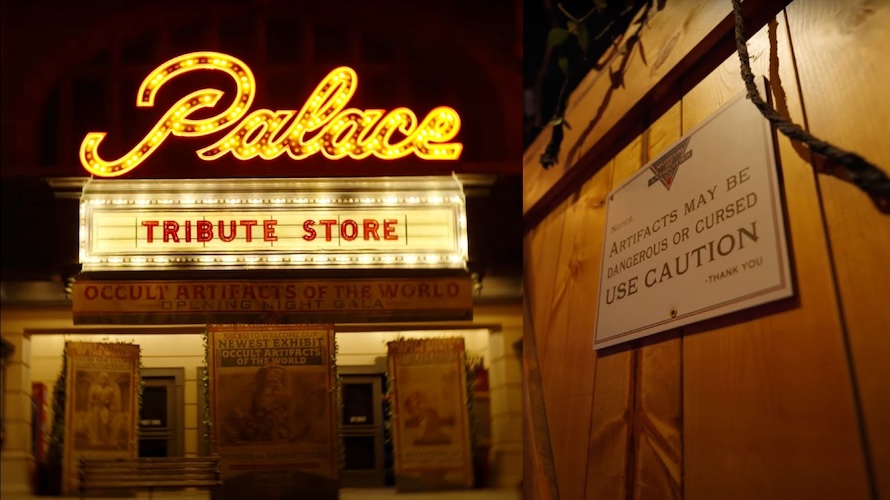 Palace
TRIBUTE STORE
OCCULT ARTIFACTS OF THE WORLD
OPENING NIGHT GALA
NEWEST EXHIBIT
OCCULT ARTIFACTS
OF THE WORLD
NOTICE
ARTIFACTS MAY BE
DANGEROUS OR CURSED
USE CAUTION
-THANK YOU